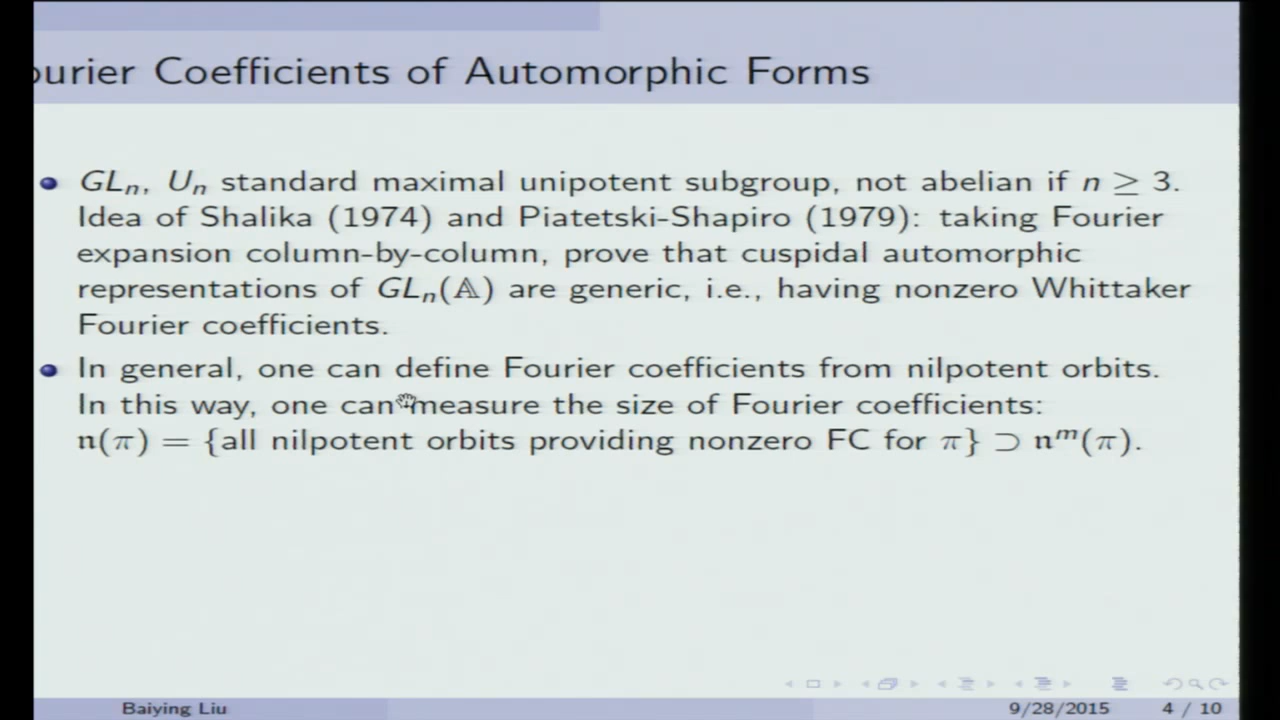 ourier Coefficients of Automorphic Forms
GLₙ, Uₙ standard maximal unipotent subgroup, not abelian if n ≥ 3.
Idea of Shalika (1974) and Piatetski-Shapiro (1979): taking Fourier
expansion column-by-column, prove that cuspidal automorphic
representations of GLₙ(𝔸) are generic, i.e., having nonzero Whittaker
Fourier coefficients.
In general, one can define Fourier coefficients from nilpotent orbits.
In this way, one can measure the size of Fourier coefficients:
𝔫(π) = {all nilpotent orbits providing nonzero FC for π} ⊃ 𝔫ᵐ(π).
Baiying Liu 9/28/2015 4 / 10